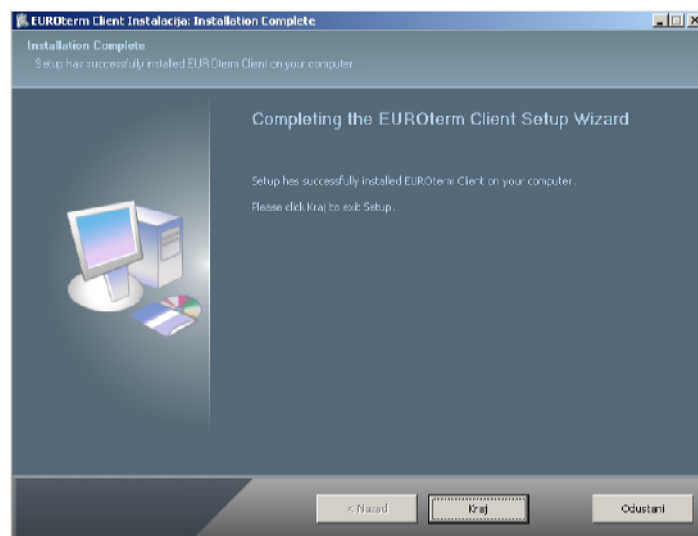 EUROterm Client Instalacija: Installation Complete
Installation Complete
Setup has successfully installed EUROterm Client on your computer.
Completing the EUROterm Client Setup Wizard
Setup has successfully installed EUROterm Client on your computer.
Please click Kraj to exit Setup.
< Nazad
Kraj
Odustani